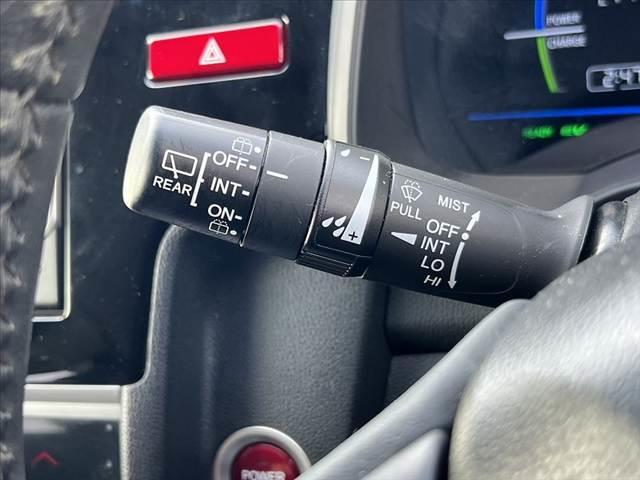 POWER
CHARGE
OFF
INT
ON
REAR
PULL
MIST
OFF
INT
LO
HI
- 
+
POWER